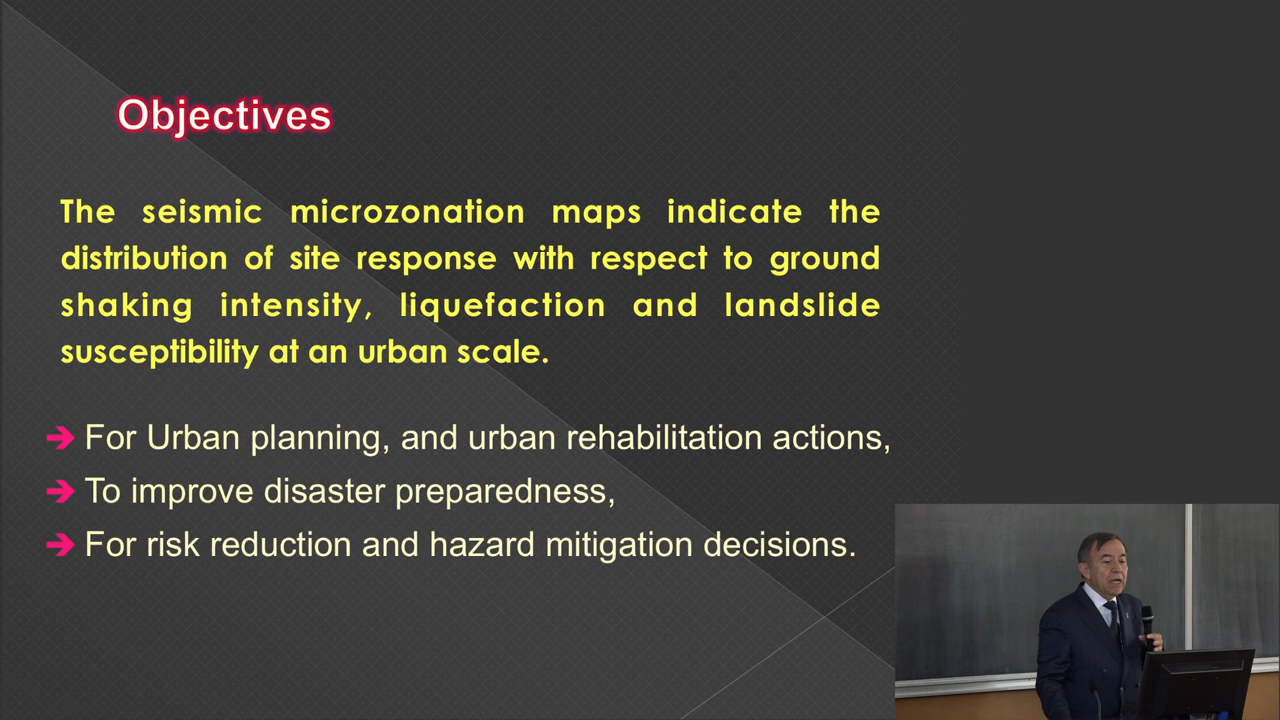 Objectives
The seismic microzonation maps indicate the
distribution of site response with respect to ground
shaking intensity, liquefaction and landslide
susceptibility at an urban scale.
➔ For Urban planning, and urban rehabilitation actions,
➔ To improve disaster preparedness,
➔ For risk reduction and hazard mitigation decisions.